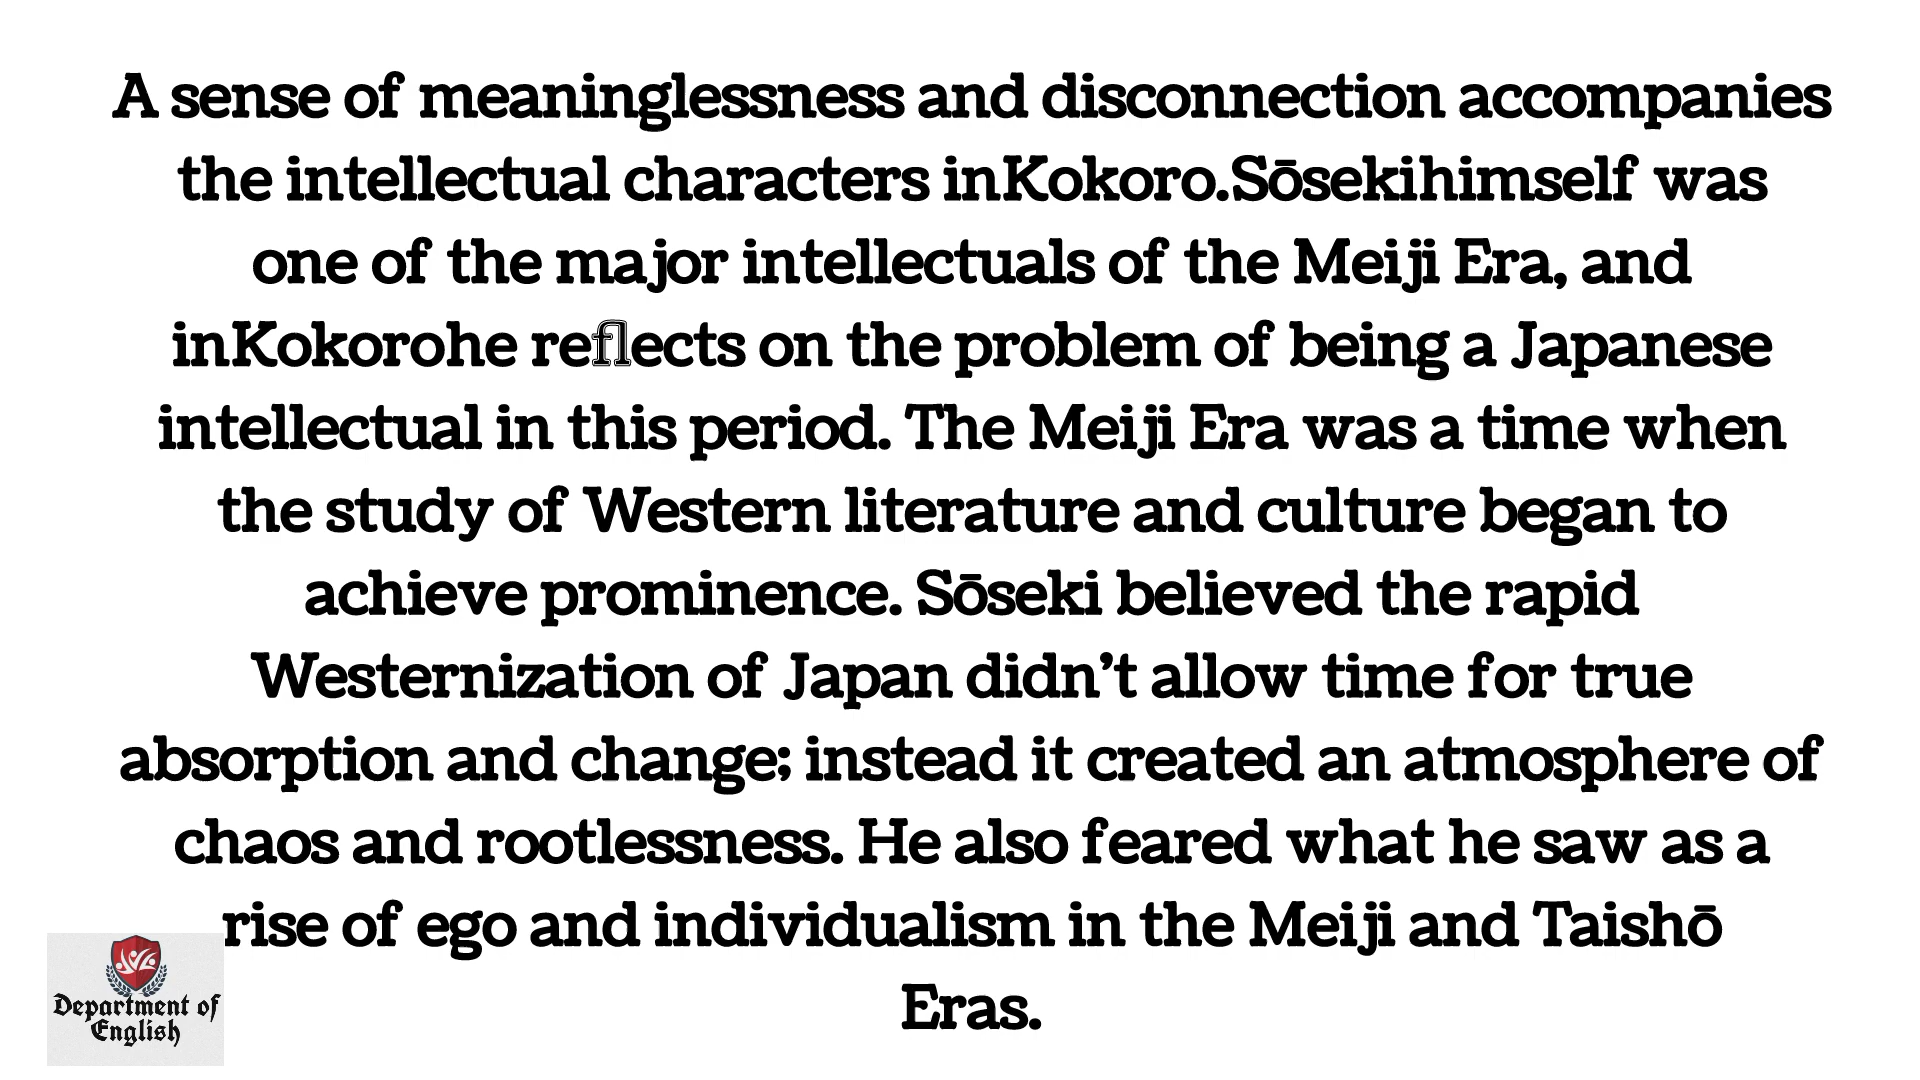 A sense of meaninglessness and disconnection accompanies
the intellectual characters inKokoro.Sōsekihimself was
one of the major intellectuals of the Meiji Era, and
inKokorohe reflects on the problem of being a Japanese
intellectual in this period. The Meiji Era was a time when
the study of Western literature and culture began to
achieve prominence. Sōseki believed the rapid
Westernization of Japan didn’t allow time for true
absorption and change; instead it created an atmosphere of
chaos and rootlessness. He also feared what he saw as a
rise of ego and individualism in the Meiji and Taishō
Eras.
Department of
English